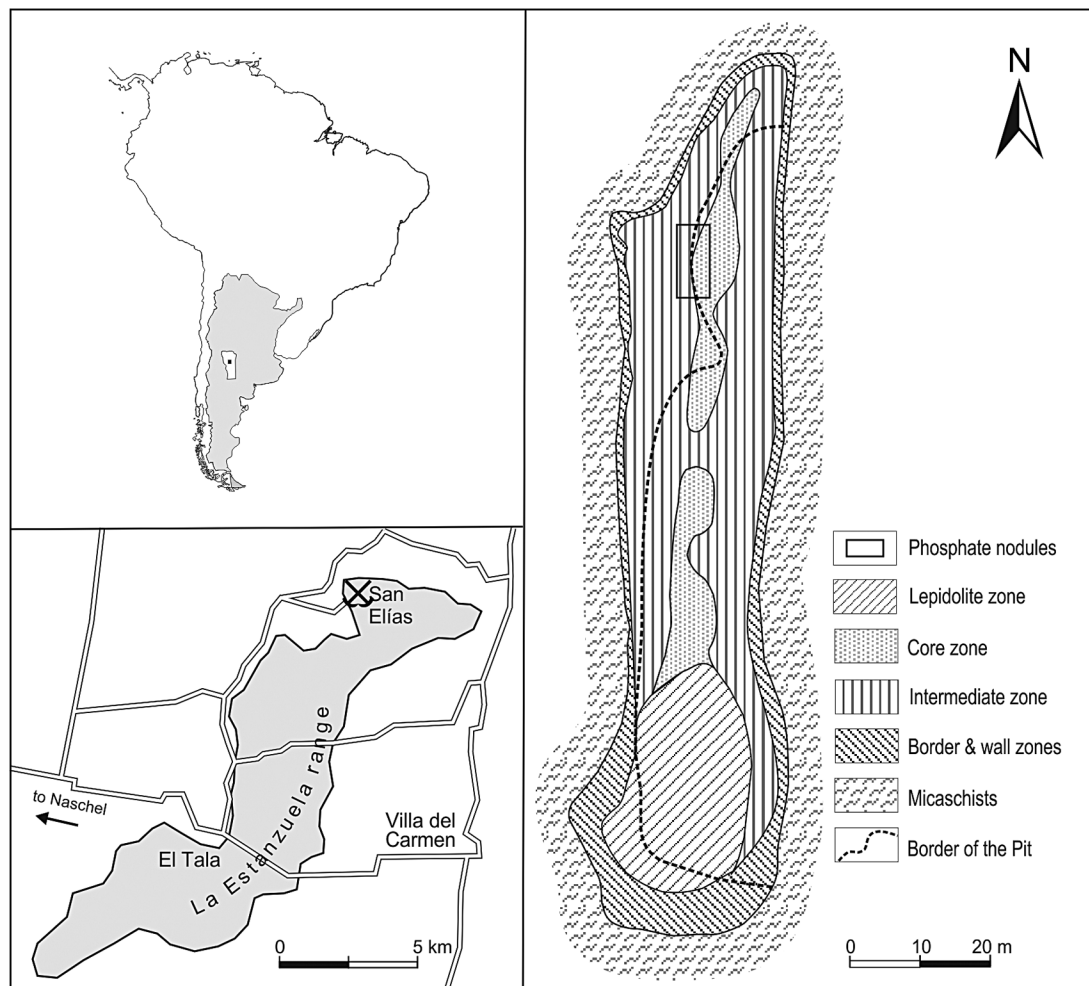 San
Elías
La Estanzuela range
to Naschel
Villa del
Carmen
El Tala
0 5 km
N
Phosphate nodules
Lepidolite zone
Core zone
Intermediate zone
Border & wall zones
Micaschists
Border of the Pit
0 10 20 m